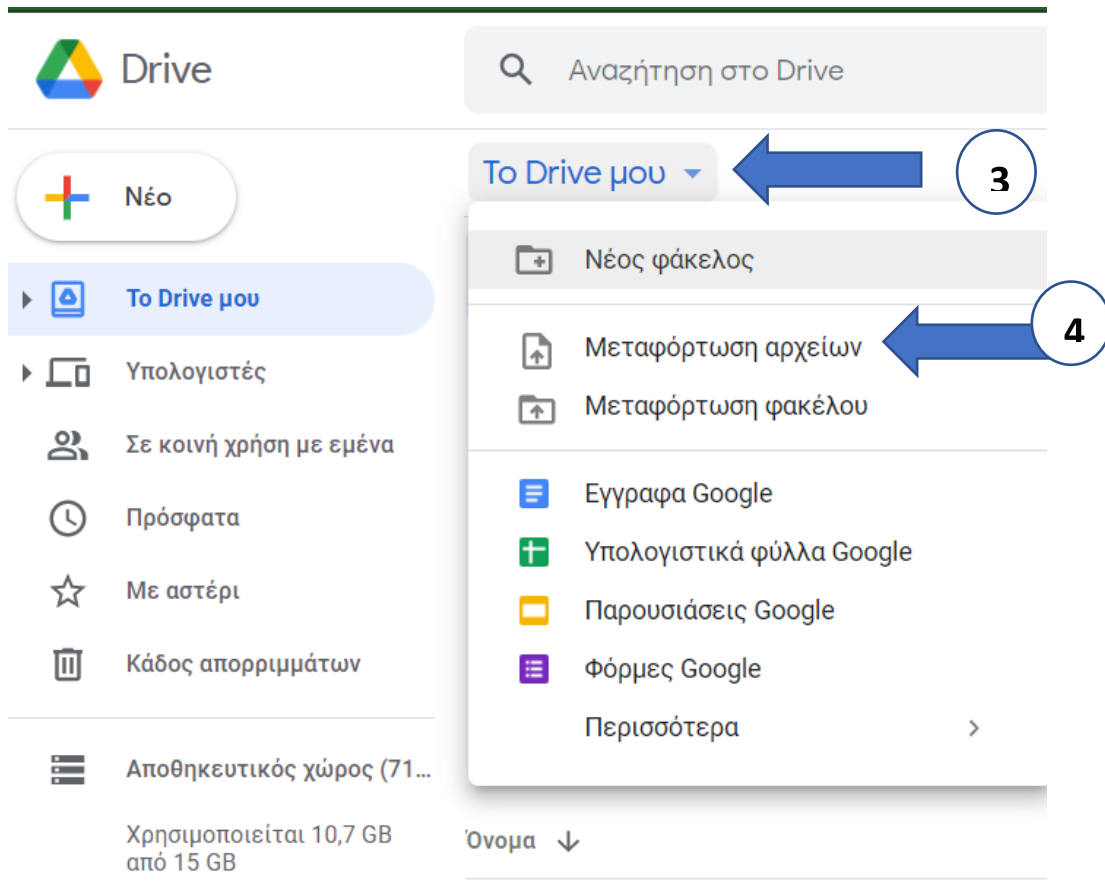 Drive
Αναζήτηση στο Drive
Νέο
Το Drive μου
3
Νέος φάκελος
Μεταφόρτωση αρχείων
4
Μεταφόρτωση φακέλου
Εγγραφα Google
Υπολογιστικά φύλλα Google
Παρουσιάσεις Google
Φόρμες Google
Περισσότερα
Το Drive μου
Υπολογιστές
Σε κοινή χρήση με εμένα
Πρόσφατα
Με αστέρι
Κάδος απορριμμάτων
Αποθηκευτικός χώρος (71...
Χρησιμοποιείται 10,7 GB
από 15 GB
Όνομα